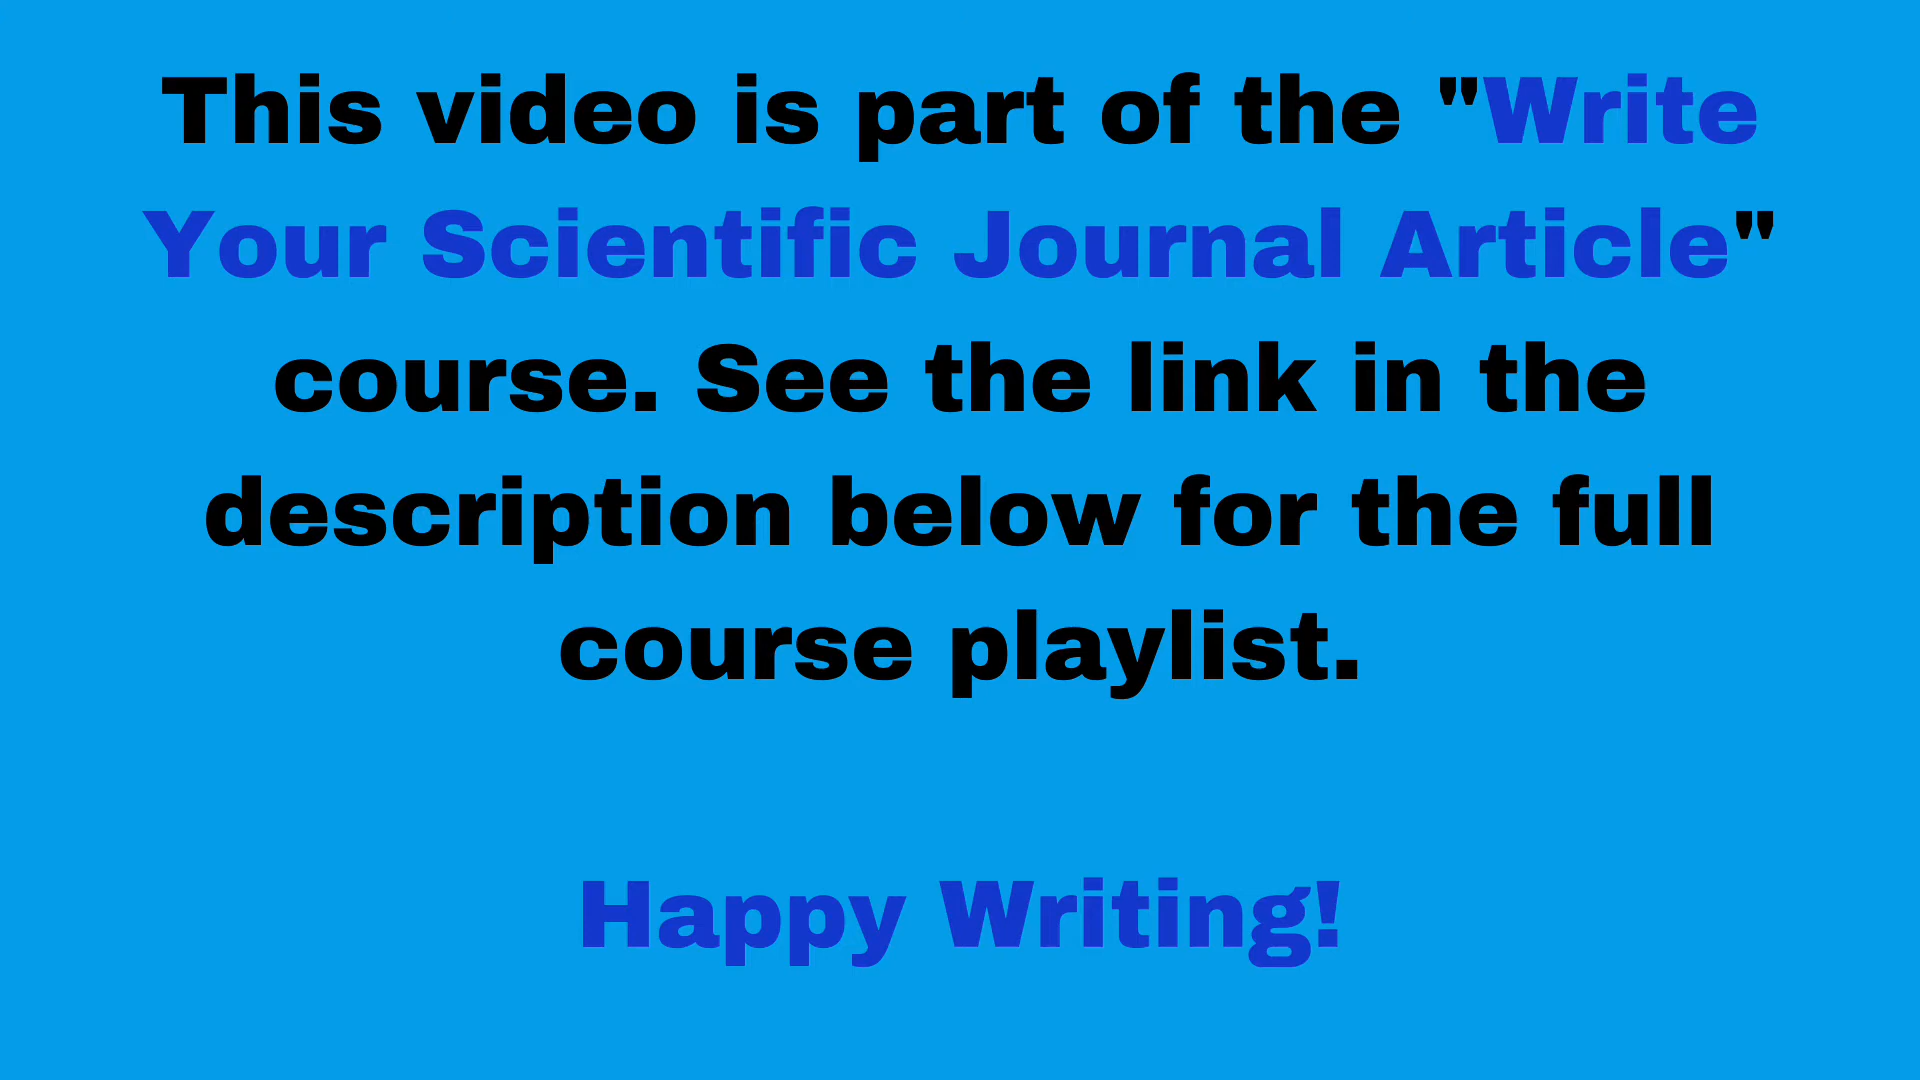 This video is part of the "Write
Your Scientific Journal Article"
course. See the link in the
description below for the full
course playlist.
Happy Writing!